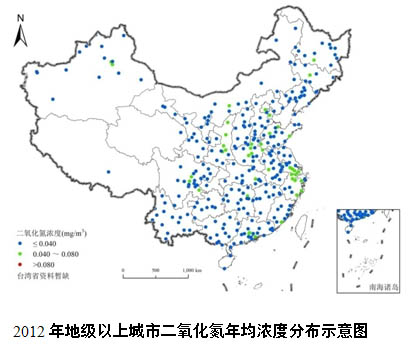 N
二氧化氮浓度(mg/m³)
≤ 0.040
0.040 ~ 0.080
>0.080
台湾省资料暂缺
0 500 1,000 km
南海诸岛
2012 年地级以上城市二氧化氮年均浓度分布示意图